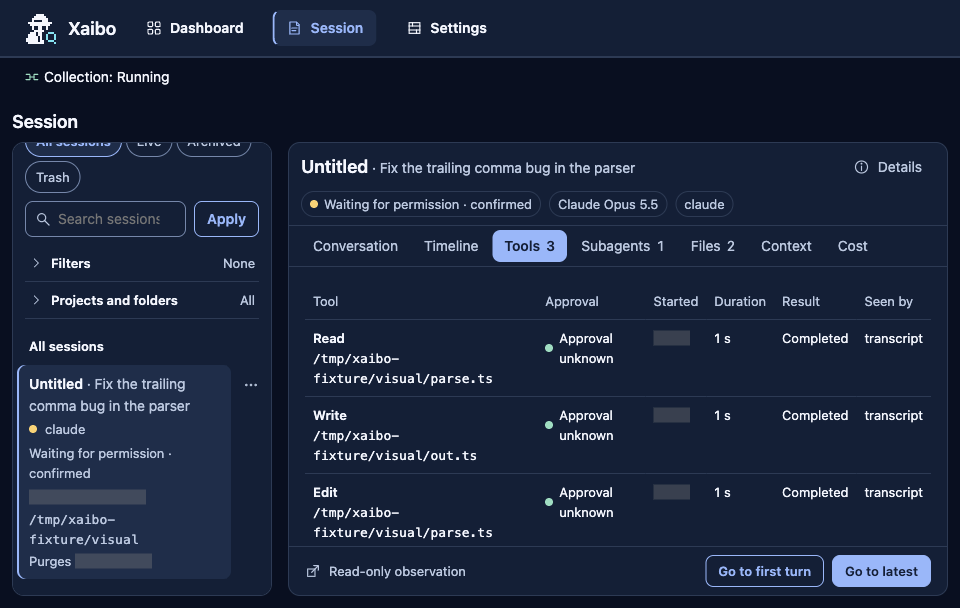 Xaibo
Dashboard
Session
Settings
Collection: Running
Session
All sessions
Live
Archived
Trash
Search sessions
Apply
Filters
None
Projects and folders
All
All sessions
Untitled · Fix the trailing
comma bug in the parser
claude
Waiting for permission ·
confirmed
/tmp/xaibo-
fixture/visual
Purges
Untitled · Fix the trailing comma bug in the parser
Details
Waiting for permission · confirmed
Claude Opus 5.5
claude
Conversation
Timeline
Tools 3
Subagents 1
Files 2
Context
Cost
Tool Approval Started Duration Result Seen by
Read
/tmp/xaibo-
fixture/visual/parse.ts
Approval
unknown
1 s
Completed
transcript
Write
/tmp/xaibo-
fixture/visual/out.ts
Approval
unknown
1 s
Completed
transcript
Edit
/tmp/xaibo-
fixture/visual/parse.ts
Approval
unknown
1 s
Completed
transcript
Read-only observation
Go to first turn
Go to latest